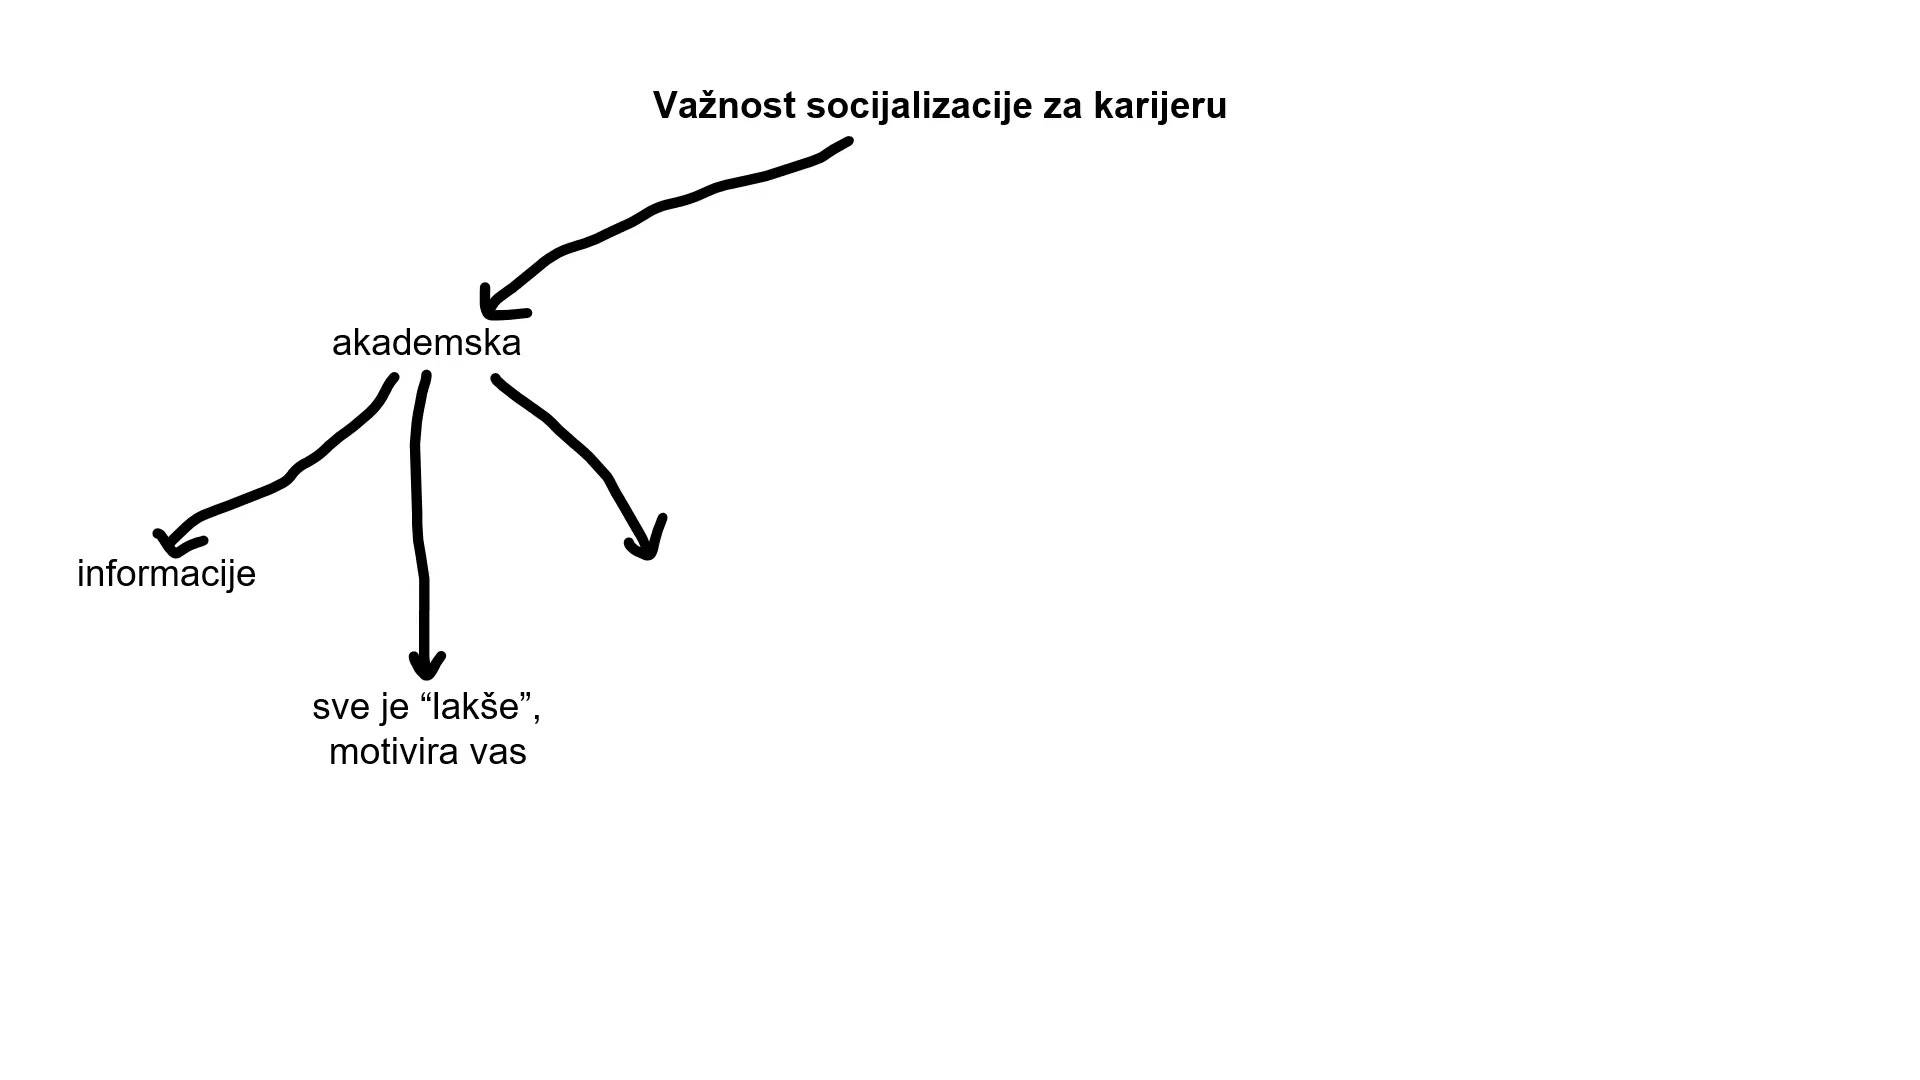 Važnost socijalizacije za karijeru
akademska
informacije
sve je “lakše”,
motivira vas